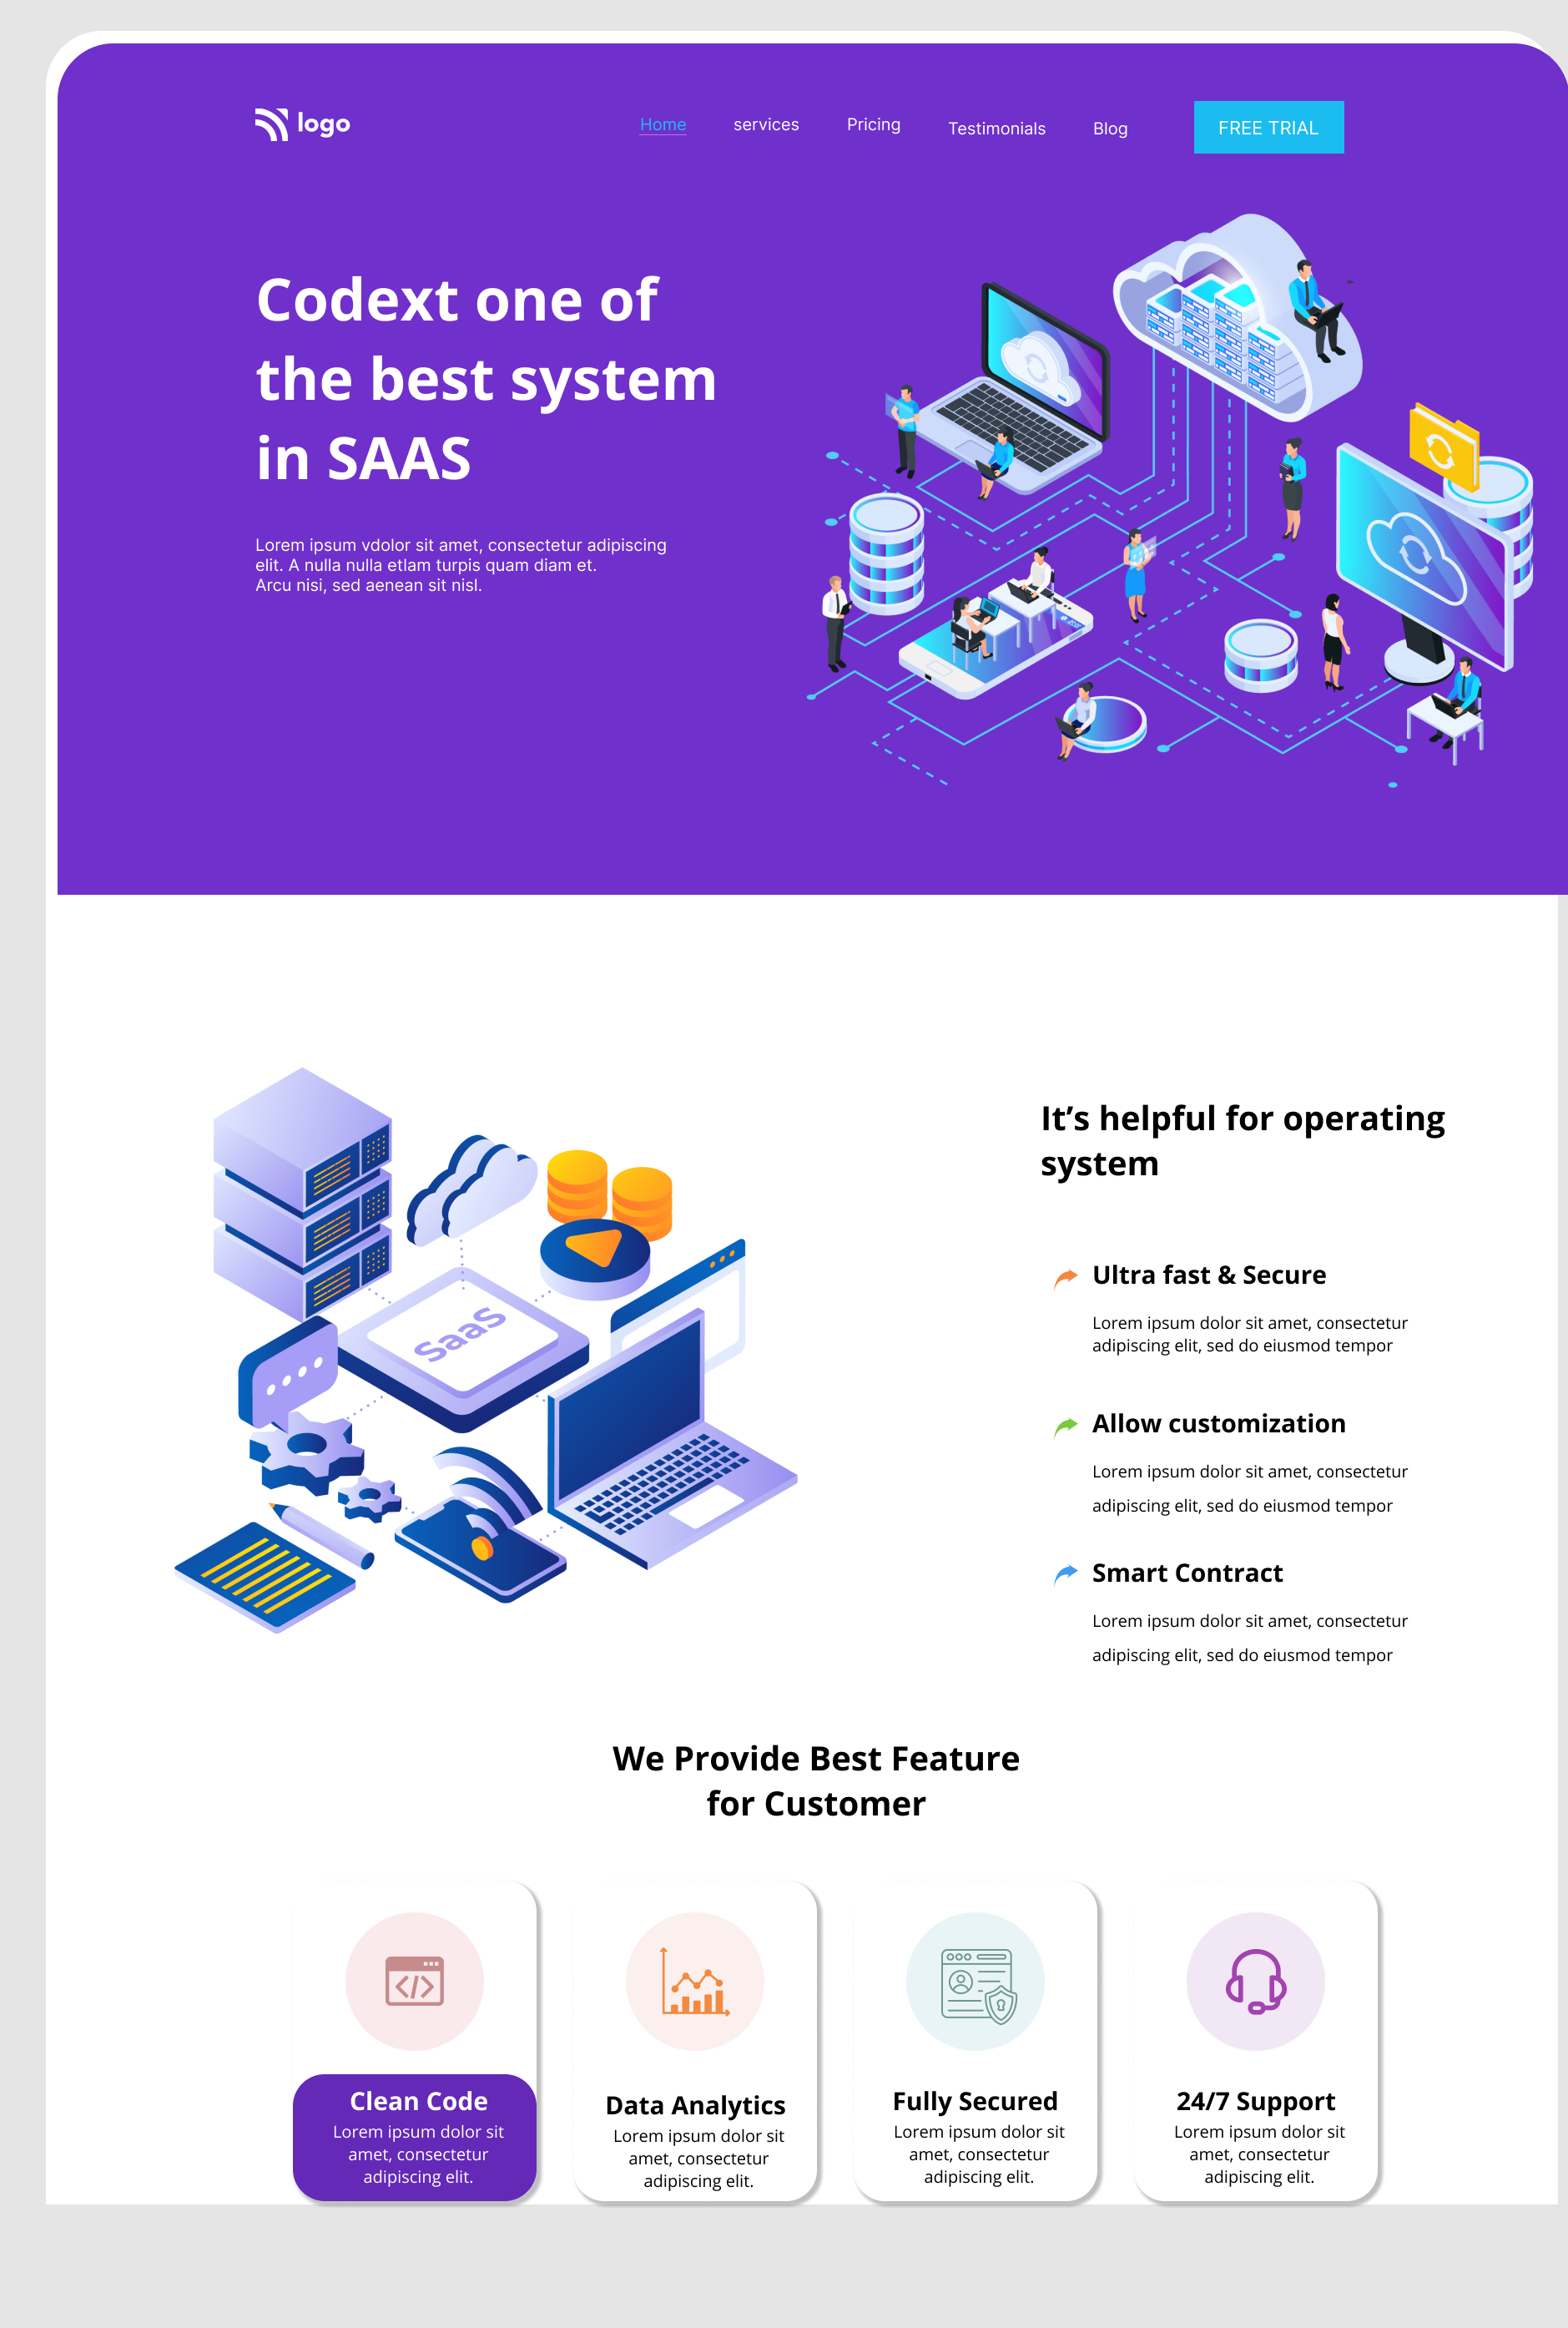 logo
Home services Pricing Testimonials Blog FREE TRIAL
Codext one of
the best system
in SAAS
Lorem ipsum vdolor sit amet, consectetur adipiscing
elit. A nulla nulla etlam turpis quam diam et.
Arcu nisi, sed aenean sit nisl.
SaaS
It’s helpful for operating
system
Ultra fast & Secure
Lorem ipsum dolor sit amet, consectetur
adipiscing elit, sed do eiusmod tempor
Allow customization
Lorem ipsum dolor sit amet, consectetur
adipiscing elit, sed do eiusmod tempor
Smart Contract
Lorem ipsum dolor sit amet, consectetur
adipiscing elit, sed do eiusmod tempor
We Provide Best Feature
for Customer
Clean Code
Lorem ipsum dolor sit
amet, consectetur
adipiscing elit.
Data Analytics
Lorem ipsum dolor sit
amet, consectetur
adipiscing elit.
Fully Secured
Lorem ipsum dolor sit
amet, consectetur
adipiscing elit.
24/7 Support
Lorem ipsum dolor sit
amet, consectetur
adipiscing elit.